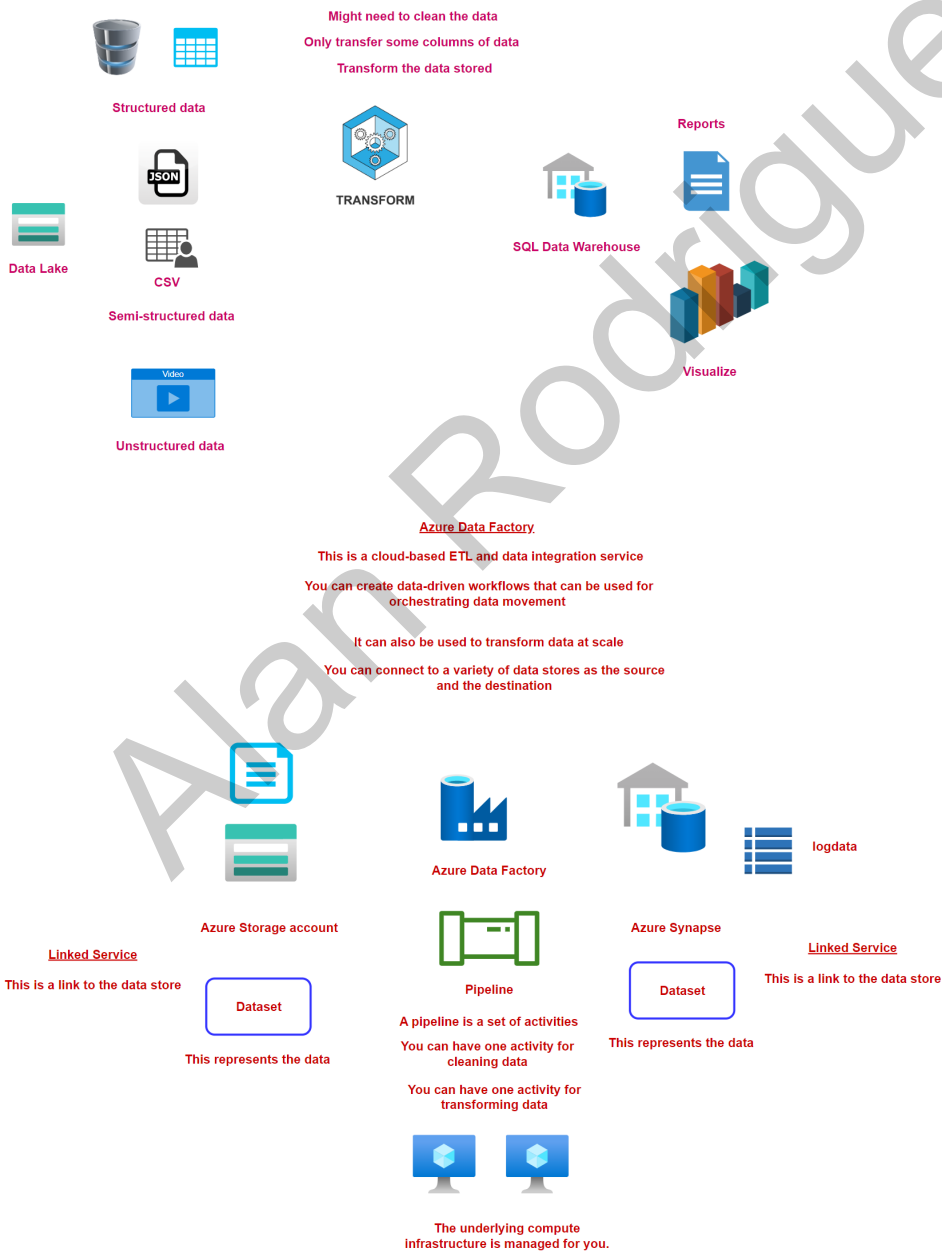 Might need to clean the data
Only transfer some columns of data
Transform the data stored
Structured data
TRANSFORM
Reports
JSON
SQL Data Warehouse
Data Lake
CSV
Semi-structured data
Visualize
Video
Unstructured data
Azure Data Factory
This is a cloud-based ETL and data integration service
You can create data-driven workflows that can be used for
orchestrating data movement
It can also be used to transform data at scale
You can connect to a variety of data stores as the source
and the destination
logdata
Azure Data Factory
Azure Storage account
Azure Synapse
Linked Service
This is a link to the data store
Dataset
This represents the data
Pipeline
A pipeline is a set of activities
You can have one activity for
cleaning data
You can have one activity for
transforming data
Dataset
This represents the data
Linked Service
This is a link to the data store
The underlying compute
infrastructure is managed for you.
Alan Rodrigue